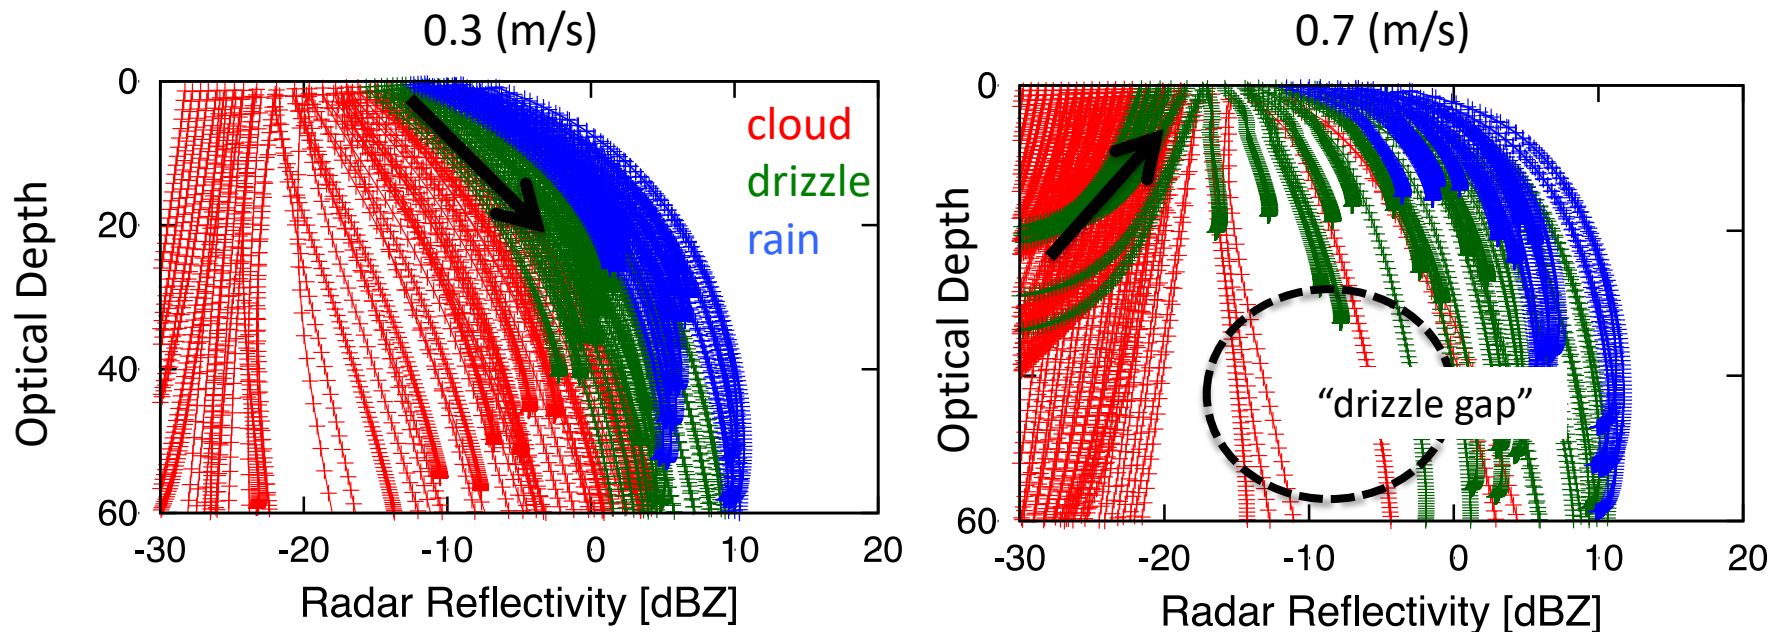 0.3 (m/s)
0
20
40
60
-30
-20
-10
0
10
20
Optical Depth
Radar Reflectivity [dBZ]
cloud
drizzle
rain
0.7 (m/s)
0
60
-30
-20
-10
0
10
20
Optical Depth
Radar Reflectivity [dBZ]
“drizzle gap”